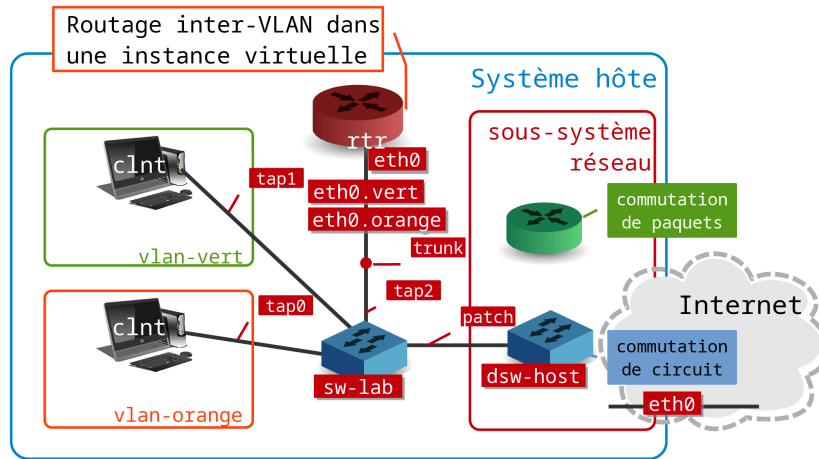 Routage inter-VLAN dans
une instance virtuelle
Système hôte
sous-système
réseau
rtr
eth0
clnt
tap1
eth0.vert
eth0.orange
commutation
de paquets
trunk
vlan-vert
tap2
tap0
Internet
patch
clnt
commutation
de circuit
sw-lab
dsw-host
eth0
vlan-orange